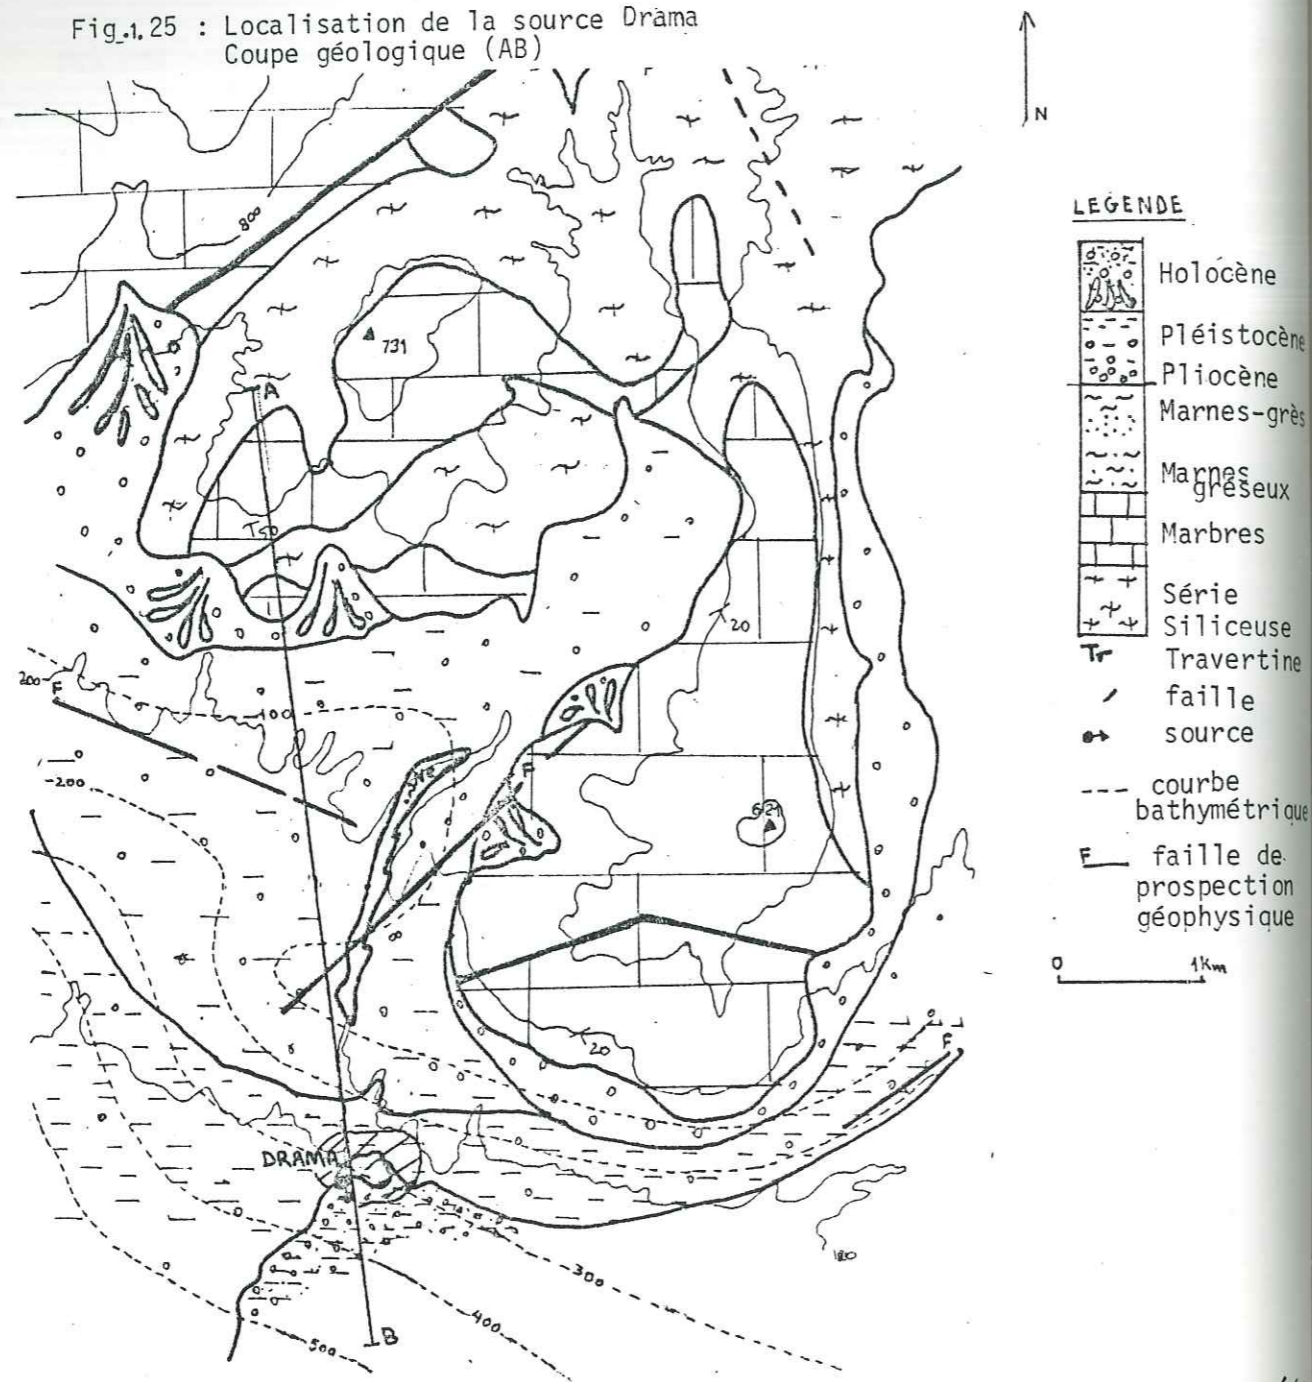 Fig.1.25 : Localisation de la source Drama
Coupe géologique (AB)
N
LEGENDE
Holocène
Pléistocène
Pliocène
Marnes-grès
Marnes
gréseux
Marbres
Série
Siliceuse
Tr Travertine
faille
source
courbe
bathymétrique
F faille de
prospection
géophysique
0 1Km
800
731
A
50
20
200
F
100
-200
F
621
20
F
DRAMA
300
400
500
B